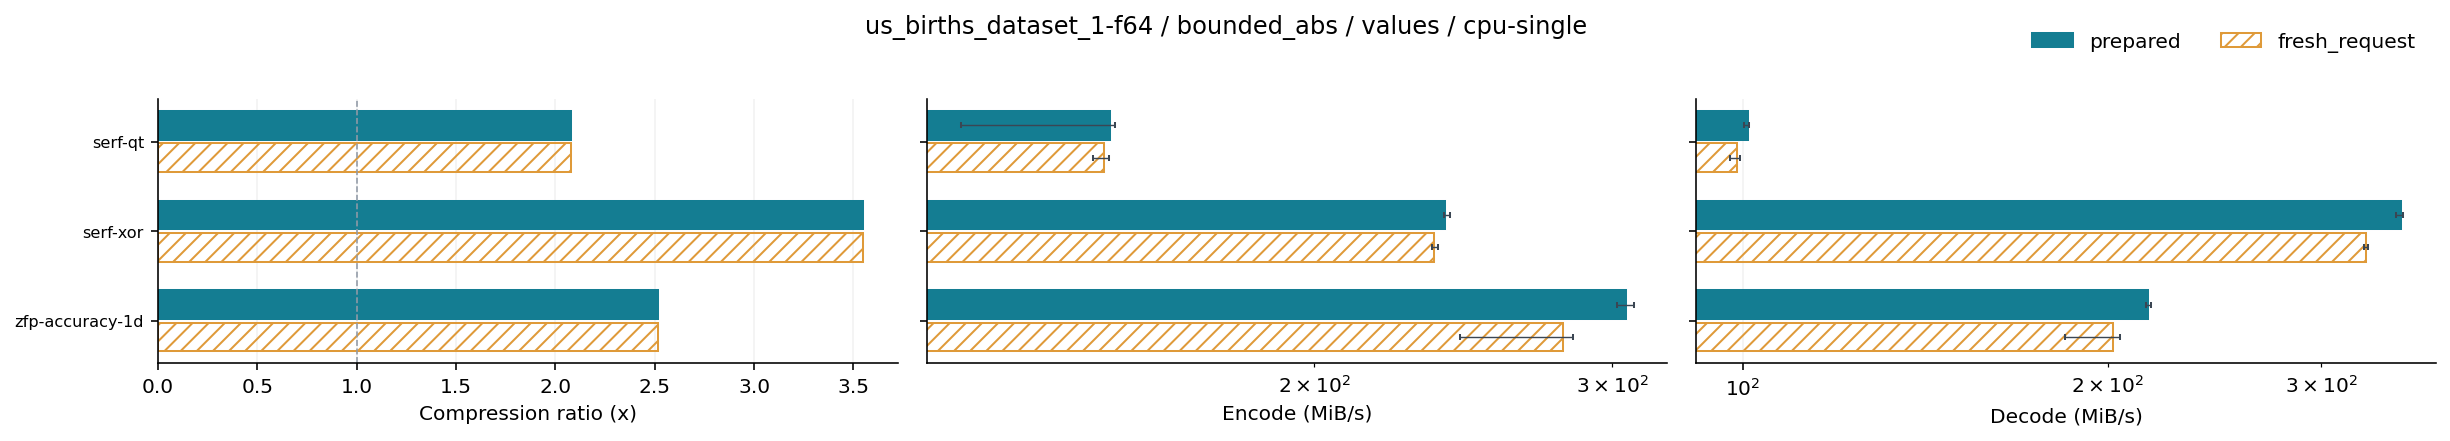 us_births_dataset_1-f64 / bounded_abs / values / cpu-single
prepared
fresh_request
serf-qt
serf-xor
zfp-accuracy-1d
0.0 0.5 1.0 1.5 2.0 2.5 3.0 3.5
Compression ratio (x)
2 × 10² 3 × 10²
Encode (MiB/s)
10² 2 × 10² 3 × 10²
Decode (MiB/s)